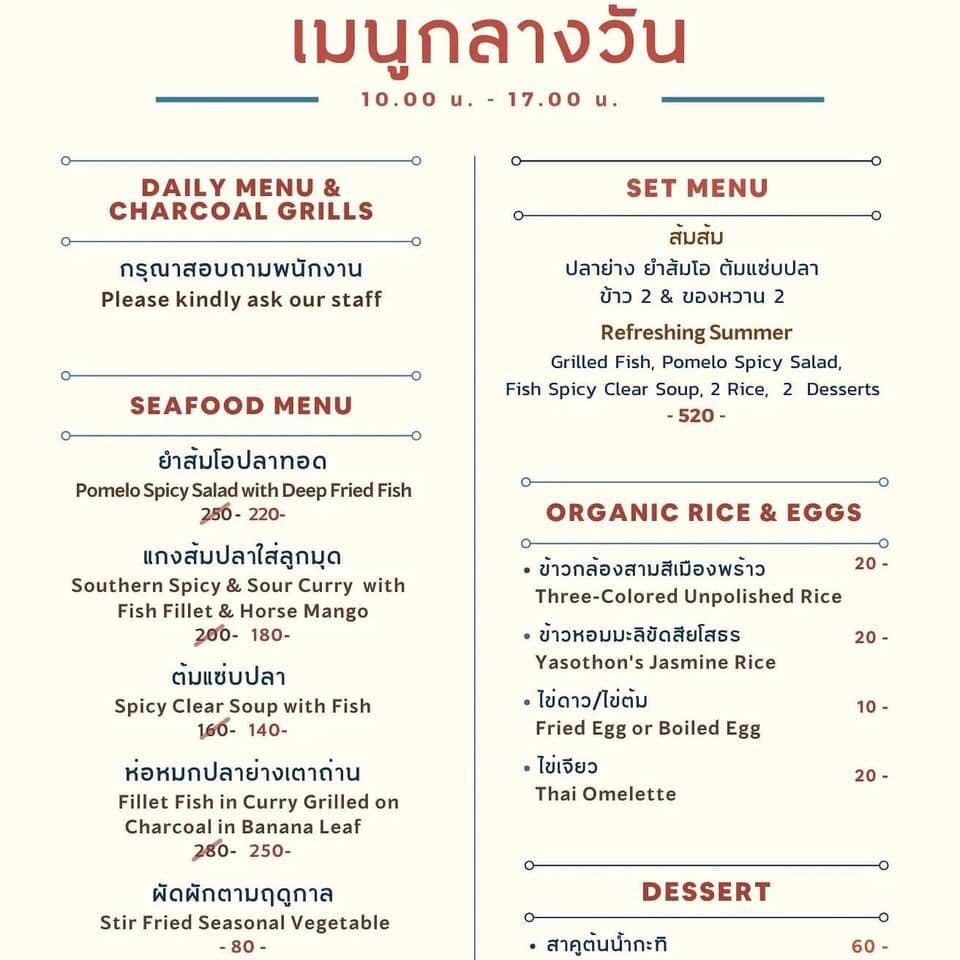 เมนูกลางวัน
10.00 น. - 17.00 น.
DAILY MENU &
CHARCOAL GRILLS
กรุณาสอบถามพนักงาน
Please kindly ask our staff
SEAFOOD MENU
ยำส้มโอปลาทอด
Pomelo Spicy Salad with Deep Fried Fish
250- 220-
แกงส้มปลาใส่ลูกมุด
Southern Spicy & Sour Curry with
Fish Fillet & Horse Mango
200- 180-
ต้มแซ่บปลา
Spicy Clear Soup with Fish
160- 140-
ห่อหมกปลาย่างเตาถ่าน
Fillet Fish in Curry Grilled on
Charcoal in Banana Leaf
280- 250-
ผัดผักตามฤดูกาล
Stir Fried Seasonal Vegetable
- 80 -
SET MENU
ส้มส้ม
ปลาย่าง ยำส้มโอ ต้มแซ่บปลา
ข้าว 2 & ของหวาน 2
Refreshing Summer
Grilled Fish, Pomelo Spicy Salad,
Fish Spicy Clear Soup, 2 Rice, 2 Desserts
- 520 -
ORGANIC RICE & EGGS
• ข้าวกล้องสามสีเมืองพร้าว 20 -
Three-Colored Unpolished Rice
• ข้าวหอมมะลิขัดสียโสธร 20 -
Yasothon's Jasmine Rice
• ไข่ดาว/ไข่ต้ม 10 -
Fried Egg or Boiled Egg
• ไข่เจียว 20 -
Thai Omelette
DESSERT
• สาคูต้นน้ำกะทิ 60 -